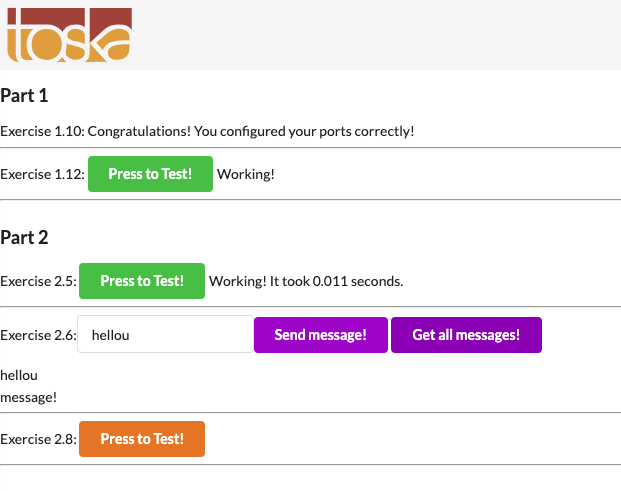 toska
Part 1
Exercise 1.10: Congratulations! You configured your ports correctly!
Exercise 1.12: Press to Test! Working!
Part 2
Exercise 2.5: Press to Test! Working! It took 0.011 seconds.
Exercise 2.6: hellou Send message! Get all messages!
hellou
message!
Exercise 2.8: Press to Test!